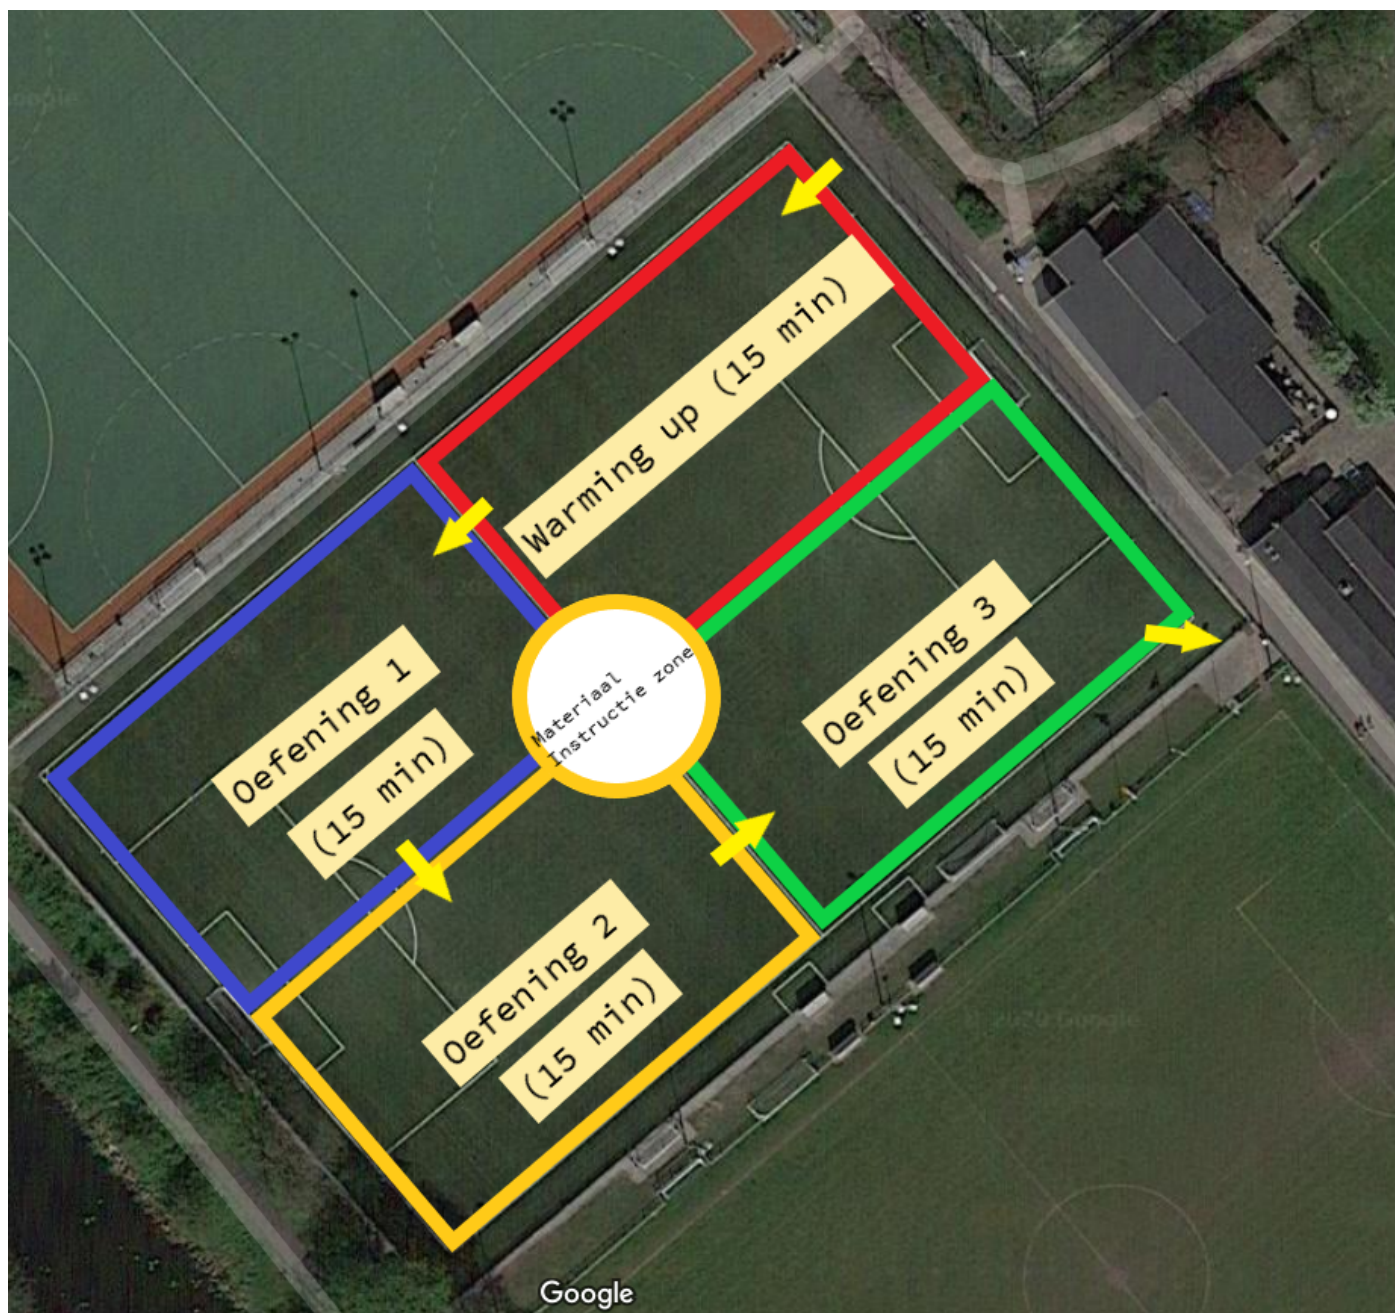 Warming up (15 min)
Materiaal
Instructie zone
Oefening 1
(15 min)
Oefening 3
(15 min)
Oefening 2
(15 min)
Google